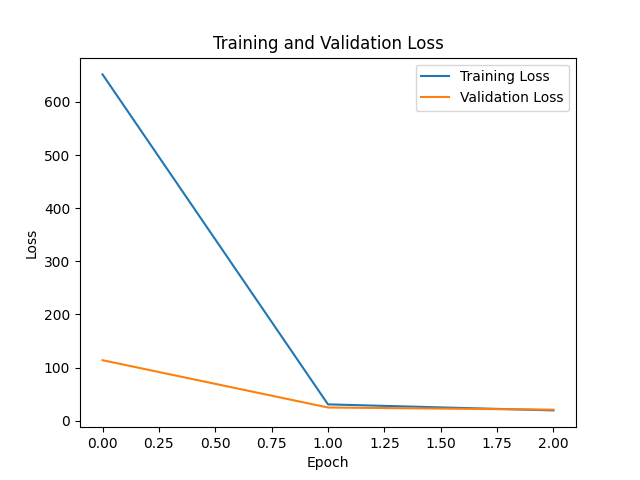 Training and Validation Loss
Training Loss
Validation Loss
600
500
400
300
200
100
0
Loss
0.00 0.25 0.50 0.75 1.00 1.25 1.50 1.75 2.00
Epoch